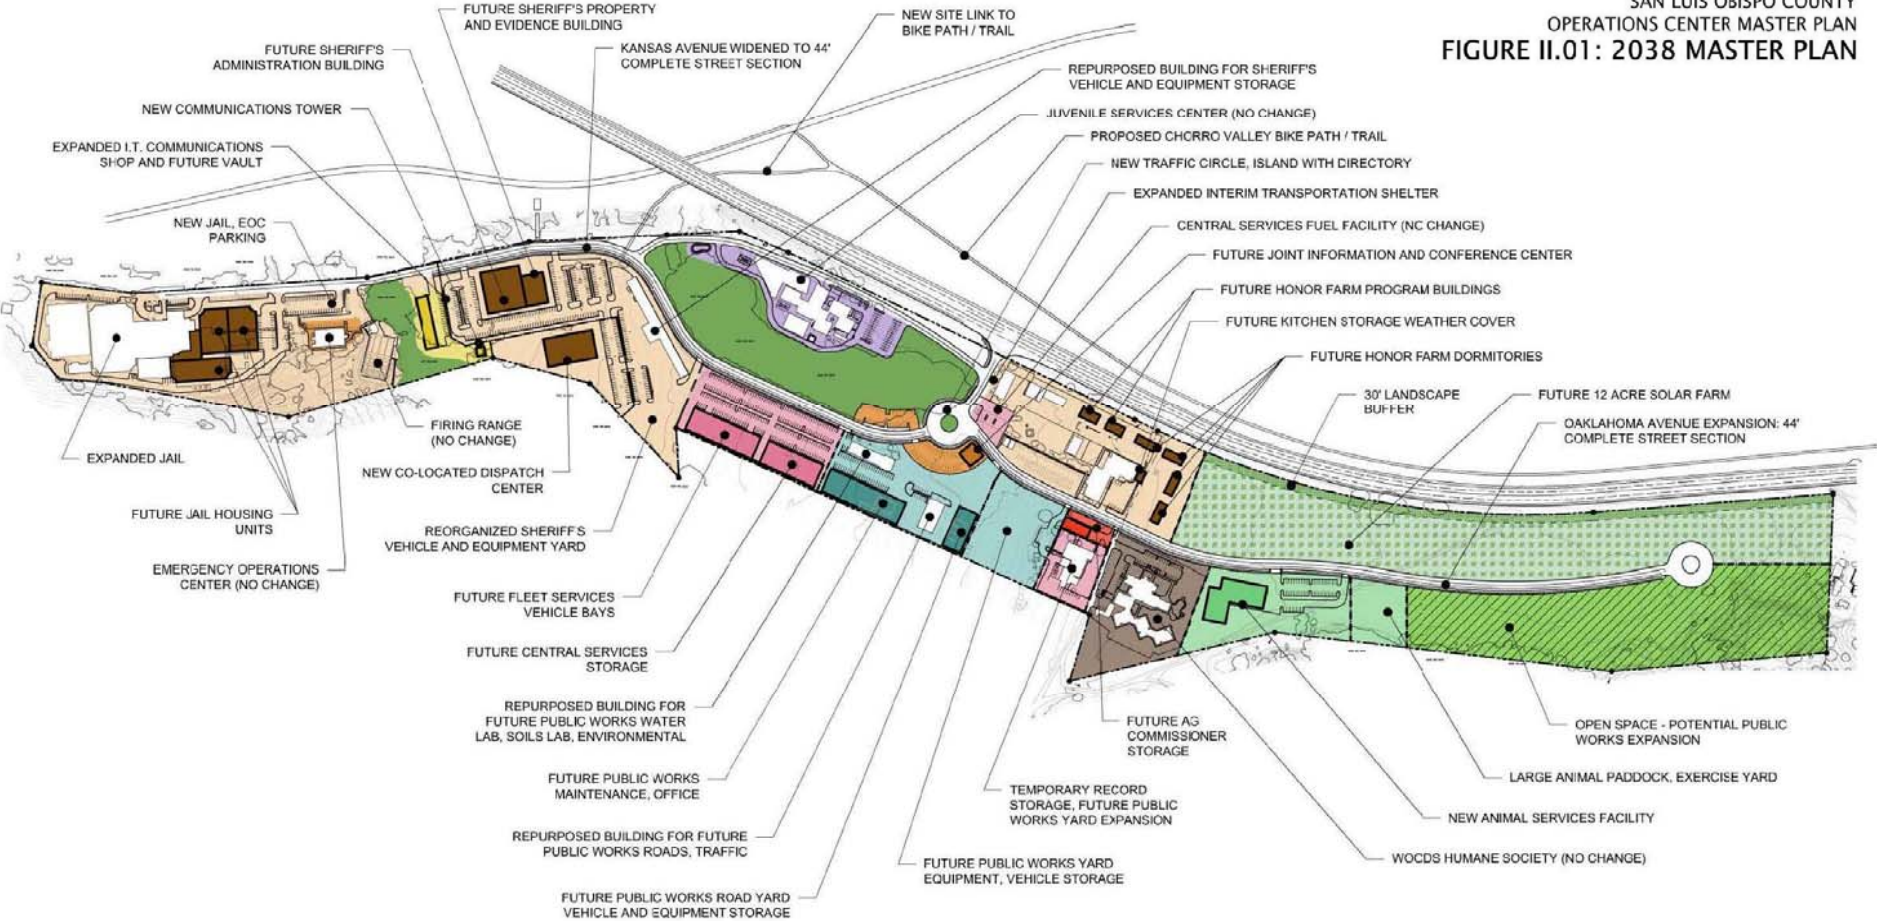 SAN LUIS OBISPO COUNTY
OPERATIONS CENTER MASTER PLAN
FIGURE II.01: 2038 MASTER PLAN
FUTURE SHERIFF'S PROPERTY
AND EVIDENCE BUILDING
NEW SITE LINK TO
BIKE PATH / TRAIL
FUTURE SHERIFF'S
ADMINISTRATION BUILDING
KANSAS AVENUE WIDENED TO 44'
COMPLETE STREET SECTION
REPURPOSED BUILDING FOR SHERIFF'S
VEHICLE AND EQUIPMENT STORAGE
NEW COMMUNICATIONS TOWER
JUVENILE SERVICES CENTER (NO CHANGE)
PROPOSED CHORRO VALLEY BIKE PATH / TRAIL
EXPANDED I.T. COMMUNICATIONS
SHOP AND FUTURE VAULT
NEW TRAFFIC CIRCLE, ISLAND WITH DIRECTORY
EXPANDED INTERIM TRANSPORTATION SHELTER
NEW JAIL, EOC
PARKING
CENTRAL SERVICES FUEL FACILITY (NC CHANGE)
FUTURE JOINT INFORMATION AND CONFERENCE CENTER
FUTURE HONOR FARM PROGRAM BUILDINGS
FUTURE KITCHEN STORAGE WEATHER COVER
FUTURE HONOR FARM DORMITORIES
30' LANDSCAPE
BUFFER
FUTURE 12 ACRE SOLAR FARM
OAKLAHOMA AVENUE EXPANSION: 44'
COMPLETE STREET SECTION
FIRING RANGE
(NO CHANGE)
EXPANDED JAIL
NEW CO-LOCATED DISPATCH
CENTER
FUTURE JAIL HOUSING
UNITS
REORGANIZED SHERIFF'S
VEHICLE AND EQUIPMENT YARD
EMERGENCY OPERATIONS
CENTER (NO CHANGE)
FUTURE FLEET SERVICES
VEHICLE BAYS
FUTURE CENTRAL SERVICES
STORAGE
REPURPOSED BUILDING FOR
FUTURE PUBLIC WORKS WATER
LAB, SOILS LAB, ENVIRONMENTAL
FUTURE AG
COMMISSIONER
STORAGE
OPEN SPACE - POTENTIAL PUBLIC
WORKS EXPANSION
FUTURE PUBLIC WORKS
MAINTENANCE, OFFICE
TEMPORARY RECORD
STORAGE, FUTURE PUBLIC
WORKS YARD EXPANSION
LARGE ANIMAL PADDOCK, EXERCISE YARD
NEW ANIMAL SERVICES FACILITY
REPURPOSED BUILDING FOR FUTURE
PUBLIC WORKS ROADS, TRAFFIC
WOCDS HUMANE SOCIETY (NO CHANGE)
FUTURE PUBLIC WORKS YARD
EQUIPMENT, VEHICLE STORAGE
FUTURE PUBLIC WORKS ROAD YARD
VEHICLE AND EQUIPMENT STORAGE